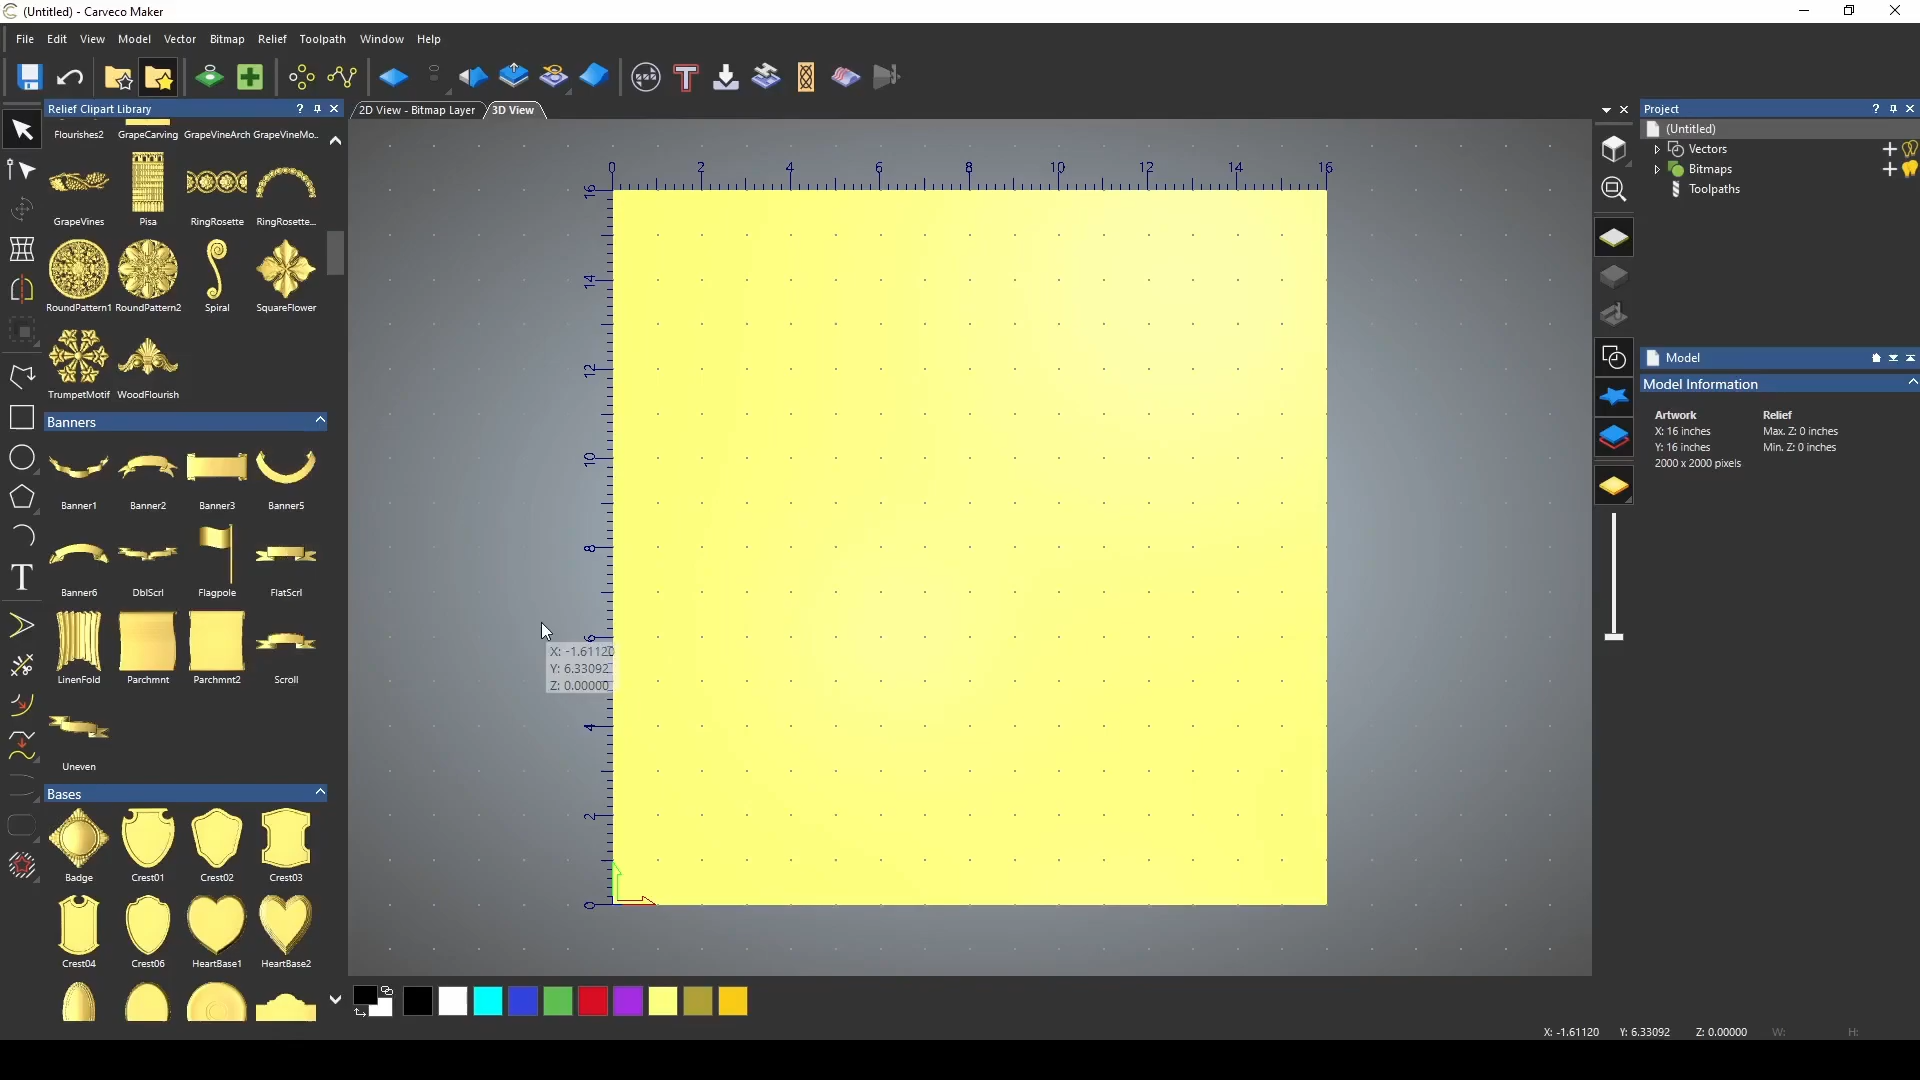 (Untitled) - Carveco Maker
File Edit View Model Vector Bitmap Relief Toolpath Window Help
Relief Clipart Library ?
2D View - Bitmap Layer 3D View
Flourishes2 GrapeCarving GrapeVineArch GrapeVineMo...
GrapeVines Pisa RingRosette RingRosette...
RoundPattern1 RoundPattern2 Spiral SquareFlower
TrumpetMotif WoodFlourish
Banners
Banner1 Banner2 Banner3 Banner5
Banner6 DblScrl Flagpole FlatScrl
LinenFold Parchmnt Parchmnt2 Scroll
Uneven
Bases
Badge Crest01 Crest02 Crest03
Crest04 Crest06 HeartBase1 HeartBase2
T
0 2 4 6 8 10 12 14 16
16
14
12
10
8
6
4
2
0
X: -1.61120
Y: 6.33092
Z: 0.00000
Project ?
(Untitled)
Vectors
Bitmaps
Toolpaths
Model
Model Information
Artwork Relief
X: 16 inches Max. Z: 0 inches
Y: 16 inches Min. Z: 0 inches
2000 x 2000 pixels
X: -1.61120 Y: 6.33092 Z: 0.00000 W: H: